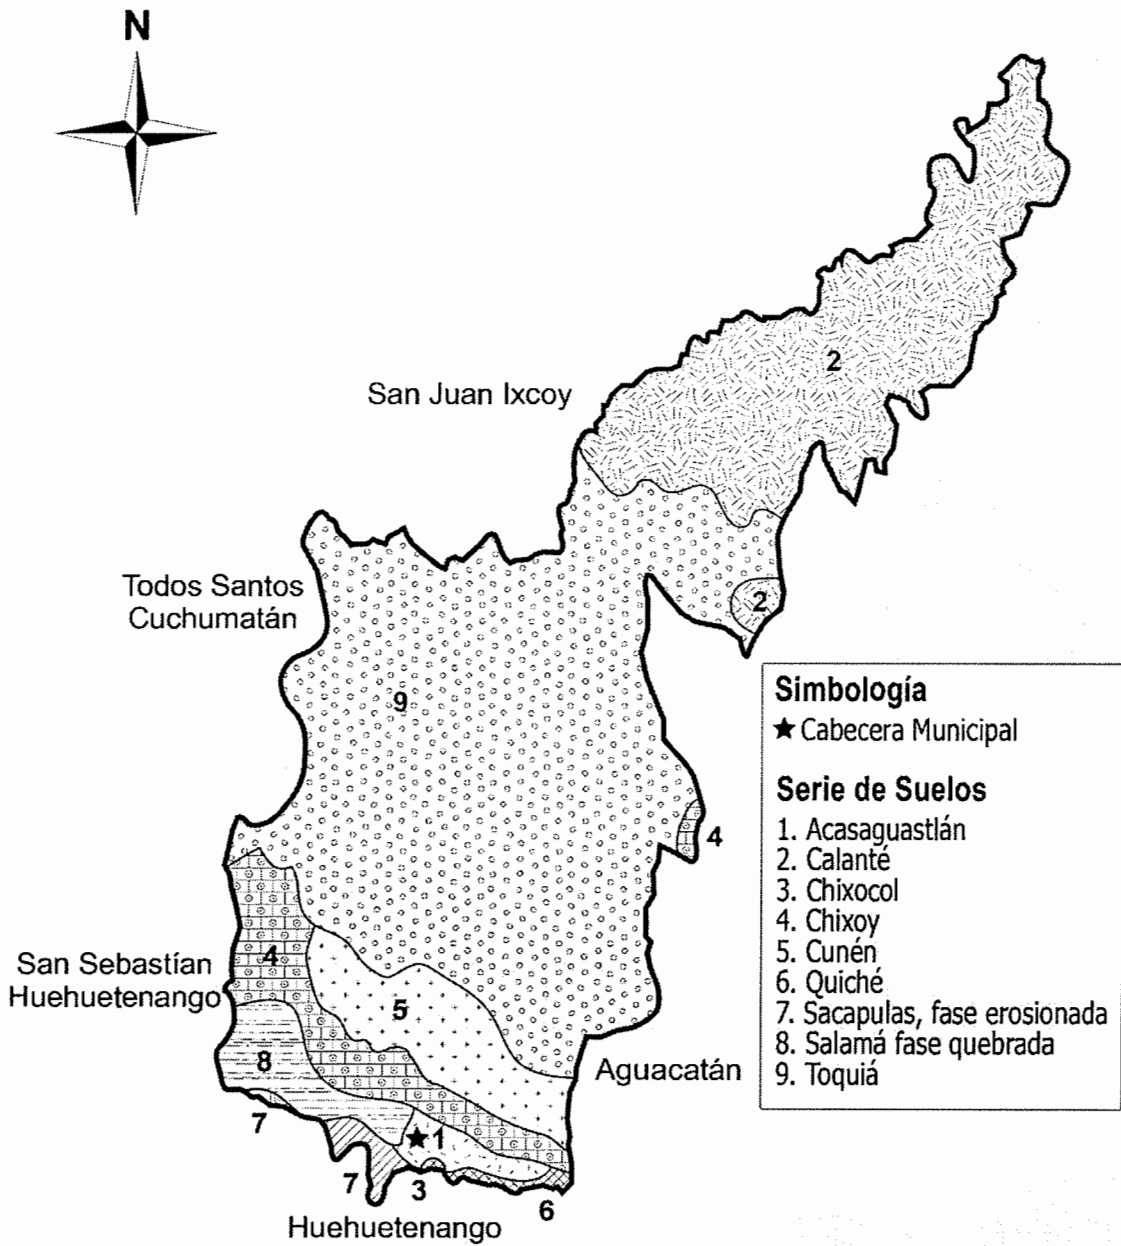 N
2
San Juan Ixcoy
Todos Santos
Cuchumatán
2
9
4
San Sebastían
Huehuetenango
4
5
8
Aguacatán
7
1
7
3
6
Huehuetenango
Simbología
Cabecera Municipal
Serie de Suelos
1. Acasaguastlán
2. Calanté
3. Chixocol
4. Chixoy
5. Cunén
6. Quiché
7. Sacapulas, fase erosionada
8. Salamá fase quebrada
9. Toquiá